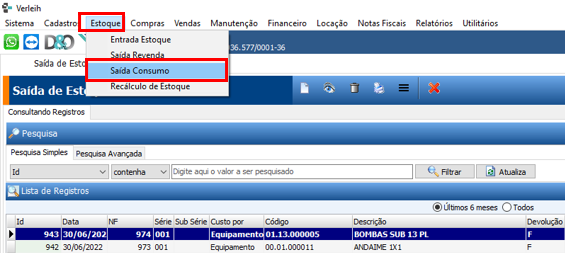 Verleih
Sistema Cadastro Estoque Compras Vendas Manutenção Financeiro Locação Notas Fiscais Relatórios Utilitários
Entrada Estoque
D&O 36.577/0001-36
Saída Revenda
Saída de Esto
Saída Consumo
Saída de Esto
Recálculo de Estoque
Consultando Registros
Pesquisa
Pesquisa Simples Pesquisa Avançada
Id contenha Digite aqui o valor a ser pesquisado Filtrar Atualiza
Lista de Registros
Últimos 6 meses Todos
Id Data NF Série Sub Série Custo por Código Descrição Devolução
943 30/06/202 974 001 Equipamento 01.13.000005 BOMBAS SUB 13 PL F
942 30/06/2022 973 001 Equipamento 00.01.000011 ANDAIME 1X1 F